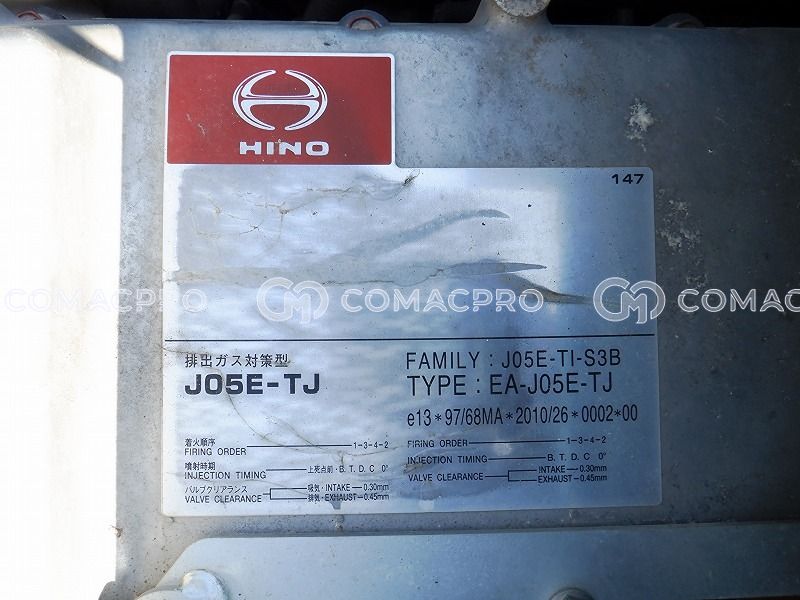 HINO
147
COMACPRO COMACPRO COMACPRO
排出ガス対策型
J05E-TJ
FAMILY : J05E-TI-S3B
TYPE : EA-J05E-TJ
e13*97/68MA*2010/26*0002*00
着火順序
FIRING ORDER 1-3-4-2
噴射時期
INJECTION TIMING 上死点前・B. T. D. C 0°
バルブクリアランス
VALVE CLEARANCE
吸気・INTAKE 0.30mm
排気・EXHAUST 0.45mm
FIRING ORDER 1-3-4-2
INJECTION TIMING B. T. D. C 0°
VALVE CLEARANCE
INTAKE 0.30mm
EXHAUST 0.45mm